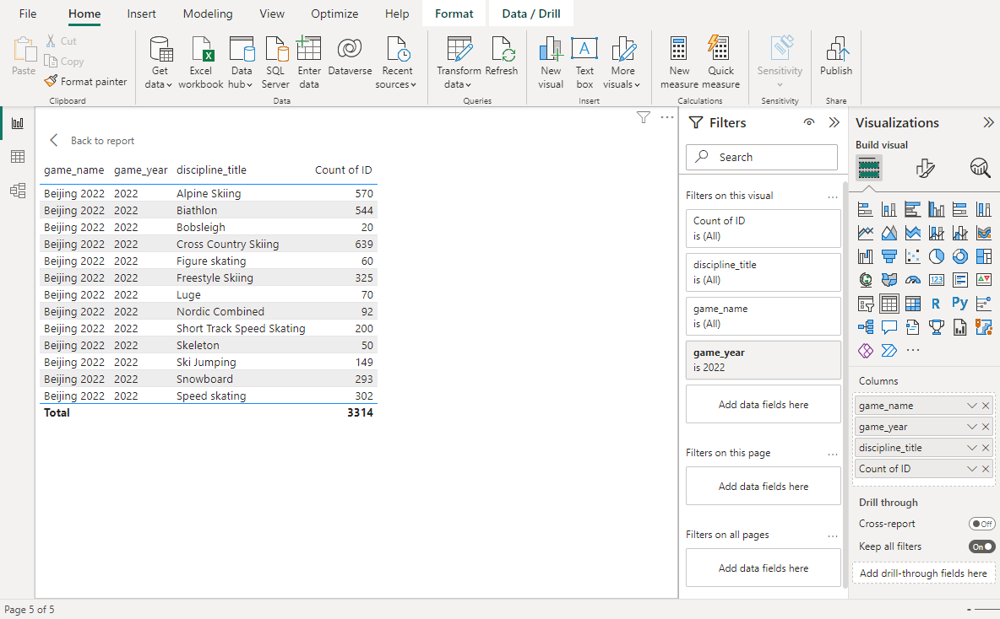 File Home Insert Modeling View Optimize Help Format Data / Drill
Paste
Cut
Copy
Format painter
Clipboard
Get data
Excel workbook
Data hub
SQL Server
Enter data
Dataverse
Recent sources
Data
Transform data
Refresh
Queries
New visual
Text box
More visuals
Insert
New measure
Quick measure
Calculations
Sensitivity
Sensitivity
Publish
Share
Back to report
game_name game_year discipline_title Count of ID
Beijing 2022 2022 Alpine Skiing 570
Beijing 2022 2022 Biathlon 544
Beijing 2022 2022 Bobsleigh 20
Beijing 2022 2022 Cross Country Skiing 639
Beijing 2022 2022 Figure skating 60
Beijing 2022 2022 Freestyle Skiing 325
Beijing 2022 2022 Luge 70
Beijing 2022 2022 Nordic Combined 92
Beijing 2022 2022 Short Track Speed Skating 200
Beijing 2022 2022 Skeleton 50
Beijing 2022 2022 Ski Jumping 149
Beijing 2022 2022 Snowboard 293
Beijing 2022 2022 Speed skating 302
Total 3314
Filters
Search
Filters on this visual ...
Count of ID
is (All)
discipline_title
is (All)
game_name
is (All)
game_year
is 2022
Add data fields here
Filters on this page ...
Add data fields here
Filters on all pages ...
Add data fields here
Visualizations
Build visual
123
R Py
...
Columns
game_name
game_year
discipline_title
Count of ID
Drill through
Cross-report Off
Keep all filters On
Add drill-through fields here
Page 5 of 5
-